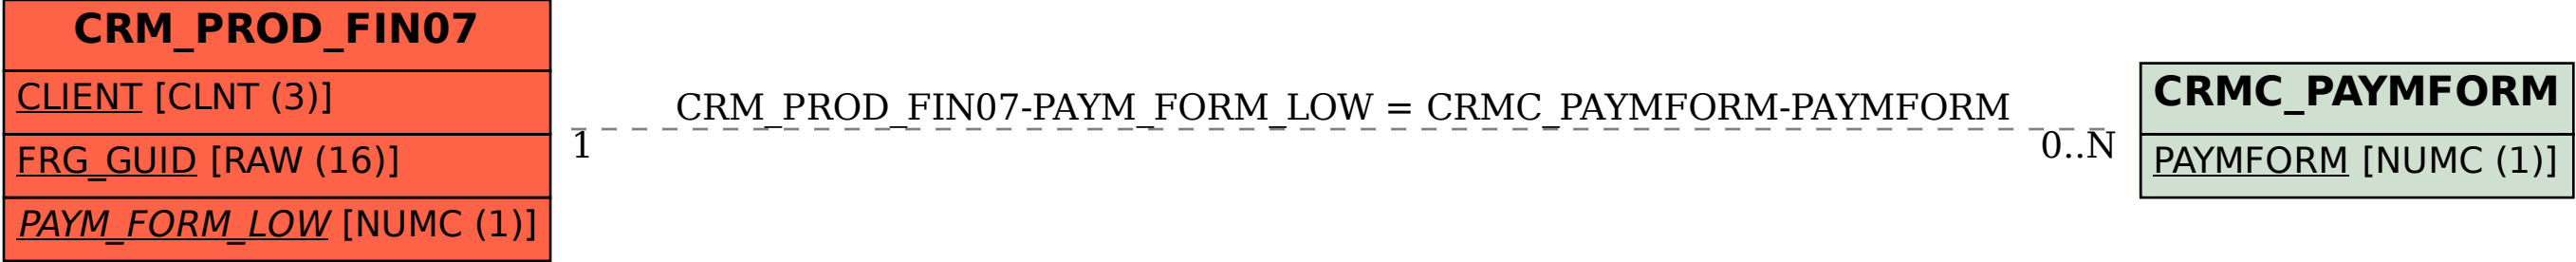 CRM_PROD_FIN07
CLIENT [CLNT (3)]
FRG_GUID [RAW (16)]
PAYM_FORM_LOW [NUMC (1)]
CRM_PROD_FIN07-PAYM_FORM_LOW = CRMC_PAYMFORM-PAYMFORM
1
0..N
CRMC_PAYMFORM
PAYMFORM [NUMC (1)]